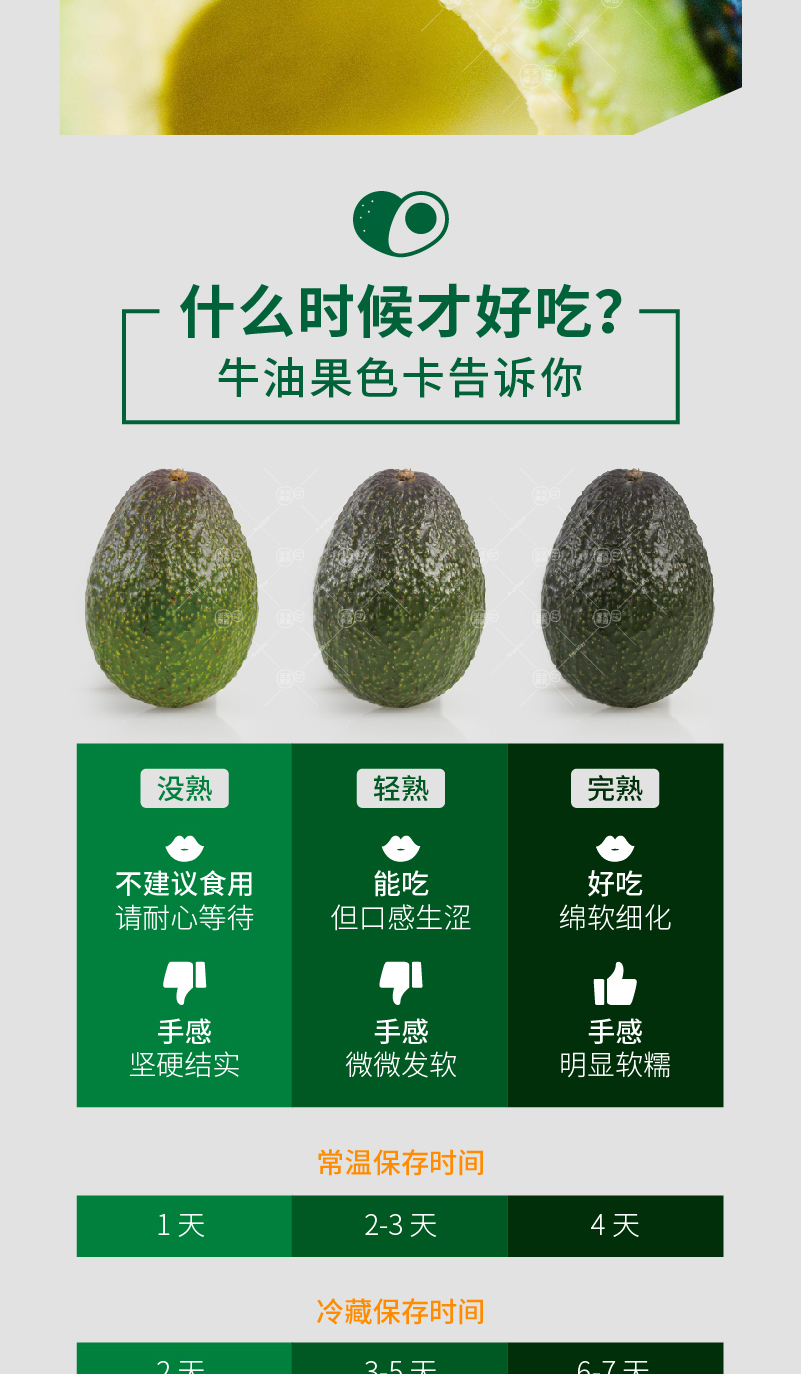 什么时候才好吃?
牛油果色卡告诉你
没熟
轻熟
完熟
不建议食用
请耐心等待
能吃
但口感生涩
好吃
绵软细化
手感
坚硬结实
手感
微微发软
手感
明显软糯
常温保存时间
1 天
2-3 天
4 天
冷藏保存时间
2 天
3-5 天
6-7 天